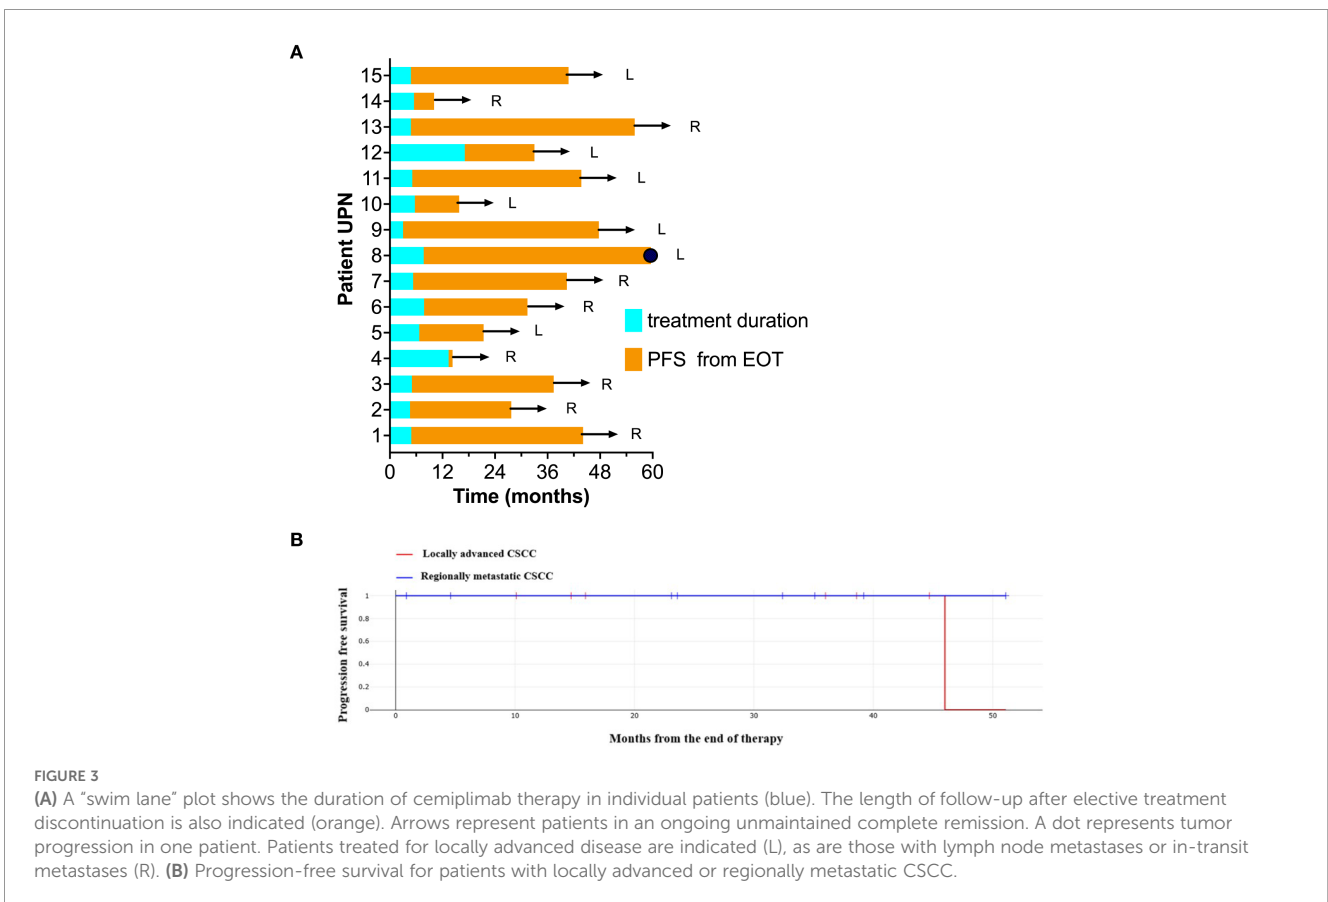 A
15 L
14 R
13 R
12 L
11 L
10 L
9 L
8 L
7 R
6 R
5 L
4 R
3 R
2 R
1 R
Patient UPN
treatment duration
PFS from EOT
0 12 24 36 48 60
Time (months)
B
Locally advanced CSCC
Regionally metastatic CSCC
Progression free survival
1
0.8
0.6
0.4
0.2
0
0 10 20 30 40 50
Months from the end of therapy
FIGURE 3
(A) A “swim lane” plot shows the duration of cemiplimab therapy in individual patients (blue). The length of follow-up after elective treatment
discontinuation is also indicated (orange). Arrows represent patients in an ongoing unmaintained complete remission. A dot represents tumor
progression in one patient. Patients treated for locally advanced disease are indicated (L), as are those with lymph node metastases or in-transit
metastases (R). (B) Progression-free survival for patients with locally advanced or regionally metastatic CSCC.